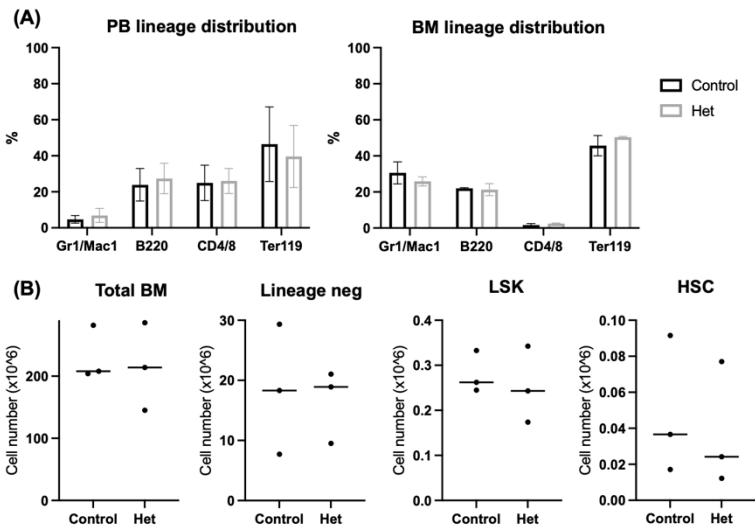 (A)
PB lineage distribution
BM lineage distribution
100
80
60
40
20
0
%
Gr1/Mac1 B220 CD4/8 Ter119
100
80
60
40
20
0
%
Gr1/Mac1 B220 CD4/8 Ter119
Control
Het
(B)
Total BM
Cell number (x10^6)
200
100
0
Control Het
Lineage neg
Cell number (x10^6)
30
20
10
0
Control Het
LSK
Cell number (x10^6)
0.4
0.3
0.2
0.1
0.0
Control Het
HSC
Cell number (x10^6)
0.10
0.08
0.06
0.04
0.02
0.00
Control Het